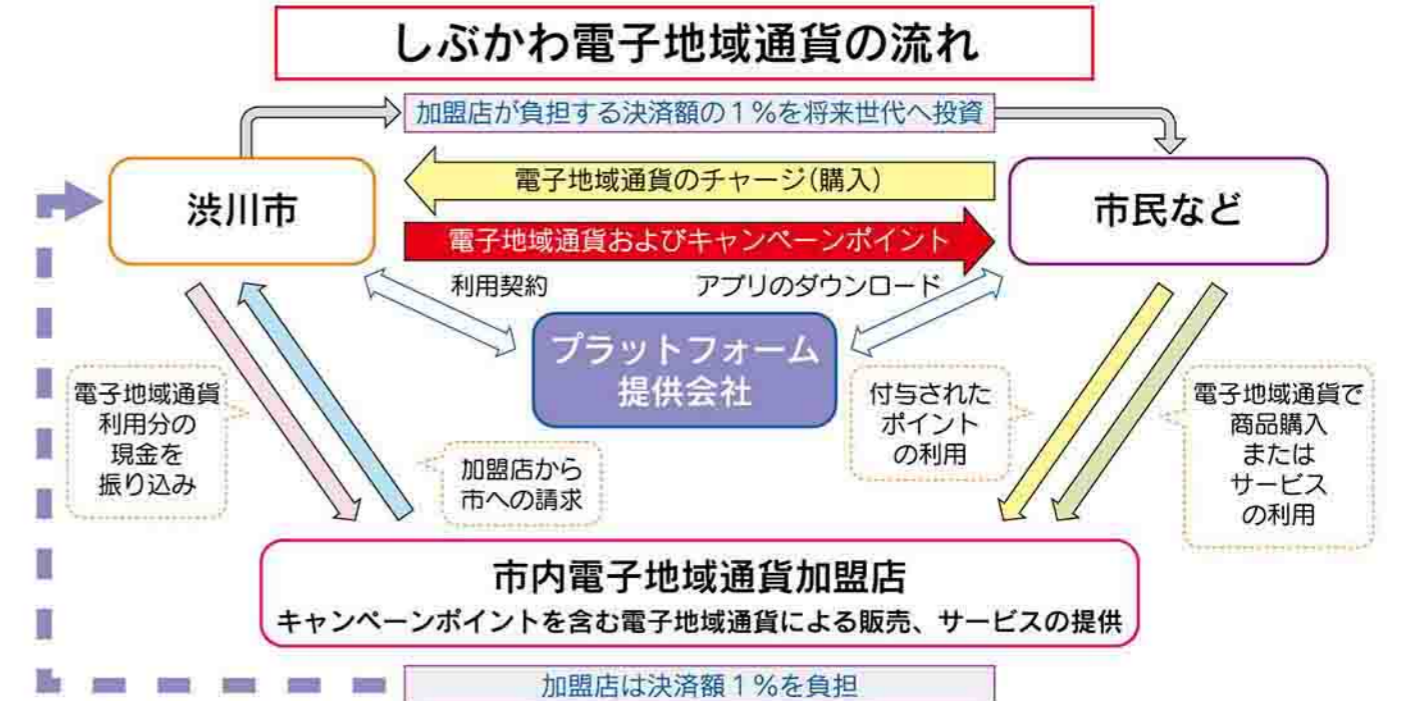 しぶかわ電子地域通貨の流れ
加盟店が負担する決済額の1%を将来世代へ投資
渋川市
電子地域通貨のチャージ(購入)
市民など
電子地域通貨およびキャンペーンポイント
利用契約
アプリのダウンロード
プラットフォーム
提供会社
電子地域通貨
利用分の
現金を
振り込み
加盟店から
市への請求
付与された
ポイント
の利用
電子地域通貨で
商品購入
または
サービス
の利用
市内電子地域通貨加盟店
キャンペーンポイントを含む電子地域通貨による販売、サービスの提供
加盟店は決済額1%を負担